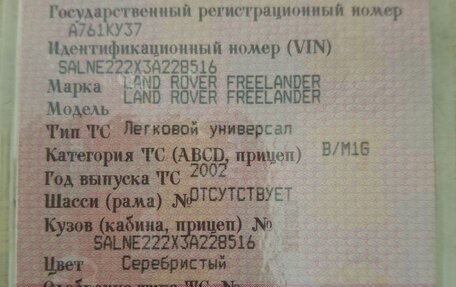 Государственный регистрационный номер
А761КУ37
Идентификационный номер (VIN)
SALNE222X3A228516
Марка LAND ROVER FREELANDER
Модель LAND ROVER FREELANDER
Тип ТС Легковой универсал
Категория ТС (ABCD, прицеп) B/M1G
Год выпуска ТС 2002
Шасси (рама) № ОТСУТСТВУЕТ
Кузов (кабина, прицеп) №
SALNE222X3A228516
Цвет Серебристый